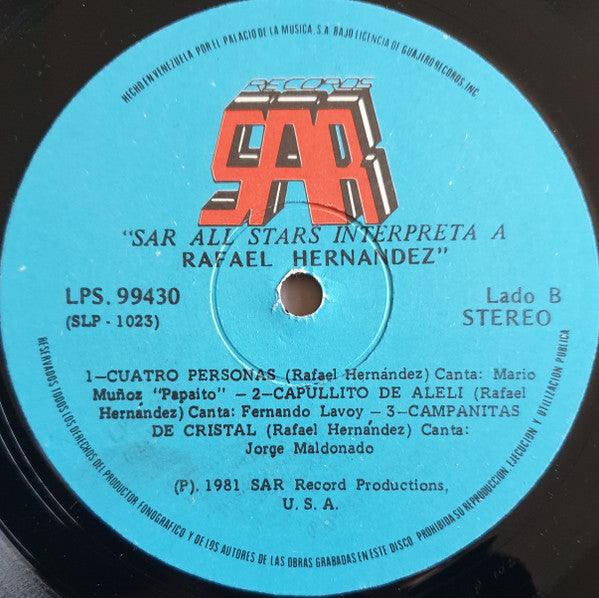 HECHO EN VENEZUELA POR EL PALACIO DE LA MUSICA, S.A. BAJO LICENCIA DE GUAJIRO RECORDS, INC.
RECORDS
SAR
"SAR ALL STARS INTERPRETA A
RAFAEL HERNANDEZ"
LPS. 99430
(SLP - 1023)
Lado B
STEREO
1—CUATRO PERSONAS (Rafael Hernández) Canta: Mario
Muñoz "Papaito" — 2—CAPULLITO DE ALELI (Rafael
Hernández) Canta: Fernando Lavoy — 3—CAMPANITAS
DE CRISTAL (Rafael Hernández) Canta:
Jorge Maldonado
(P). 1981 SAR Record Productions,
U. S. A.
RESERVADOS TODOS LOS DERECHOS DEL PRODUCTOR FONOGRAFICO Y DE LOS AUTORES DE LAS OBRAS GRABADAS EN ESTE DISCO. PROHIBIDA SU REPRODUCCION, EJECUCION Y UTILIZACION PUBLICA